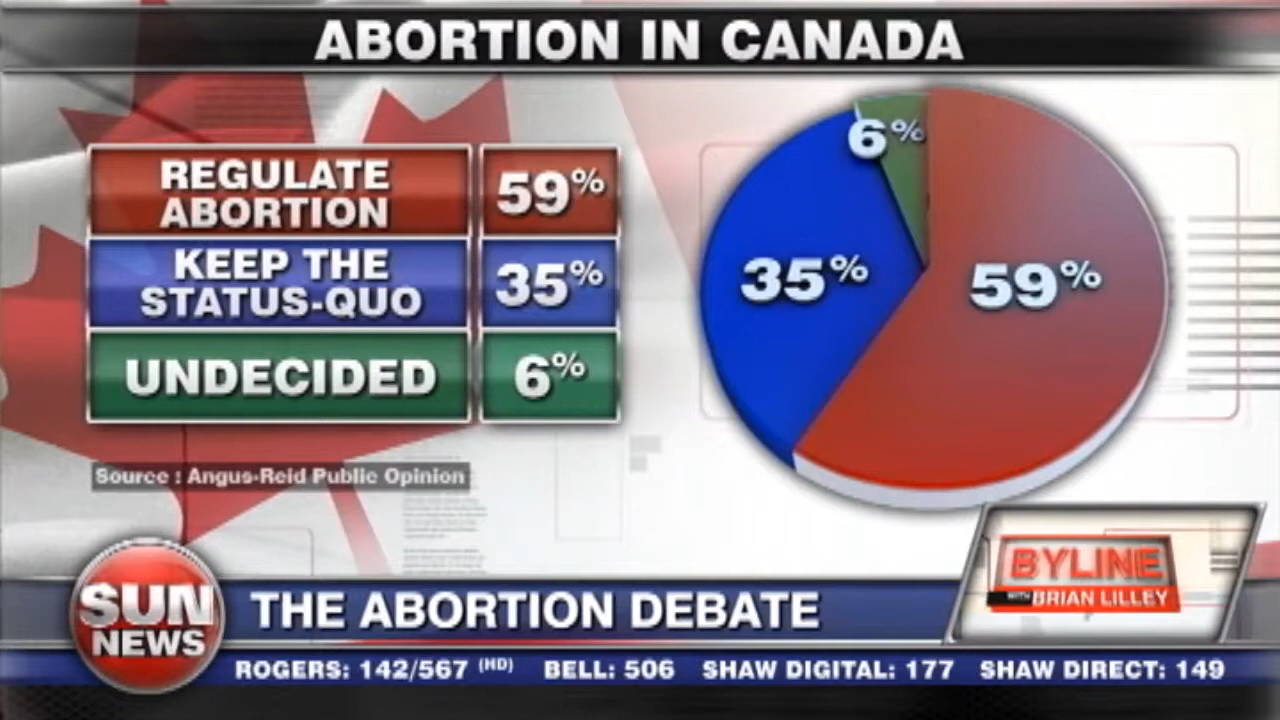 ABORTION IN CANADA
REGULATE
ABORTION
59%
KEEP THE
STATUS-QUO
35%
UNDECIDED
6%
Source : Angus-Reid Public Opinion
6%
35%
59%
BYLINE
WITH BRIAN LILLEY
SUN
NEWS
THE ABORTION DEBATE
ROGERS: 142/567 (HD) BELL: 506 SHAW DIGITAL: 177 SHAW DIRECT: 149